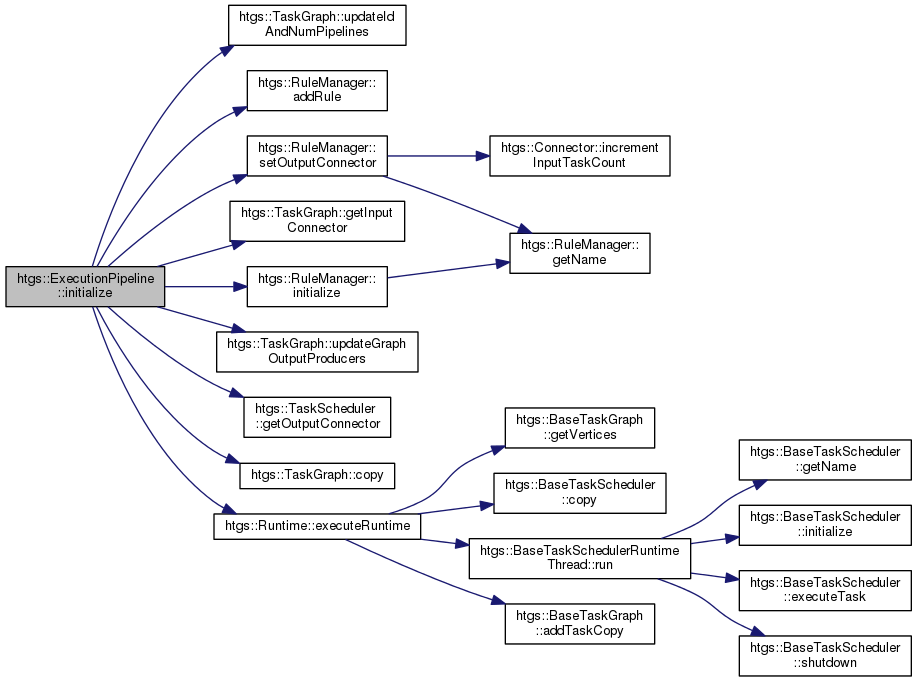 htgs::TaskGraph::updateId
AndNumPipelines
htgs::RuleManager::
addRule
htgs::RuleManager::
setOutputConnector
htgs::Connector::increment
InputTaskCount
htgs::TaskGraph::getInput
Connector
htgs::RuleManager::
getName
htgs::ExecutionPipeline
::initialize
htgs::RuleManager::
initialize
htgs::TaskGraph::updateGraph
OutputProducers
htgs::TaskScheduler
::getOutputConnector
htgs::TaskGraph::copy
htgs::Runtime::executeRuntime
htgs::BaseTaskGraph
::getVertices
htgs::BaseTaskScheduler
::copy
htgs::BaseTaskSchedulerRuntime
Thread::run
htgs::BaseTaskGraph
::addTaskCopy
htgs::BaseTaskScheduler
::getName
htgs::BaseTaskScheduler
::initialize
htgs::BaseTaskScheduler
::executeTask
htgs::BaseTaskScheduler
::shutdown